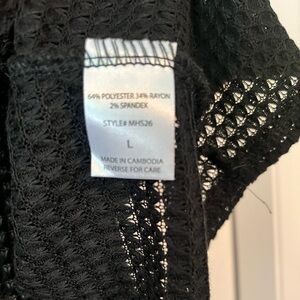 64% POLYESTER 34% RAYON
2% SPANDEX
STYLE# MHS26
L
MADE IN CAMBODIA
REVERSE FOR CARE